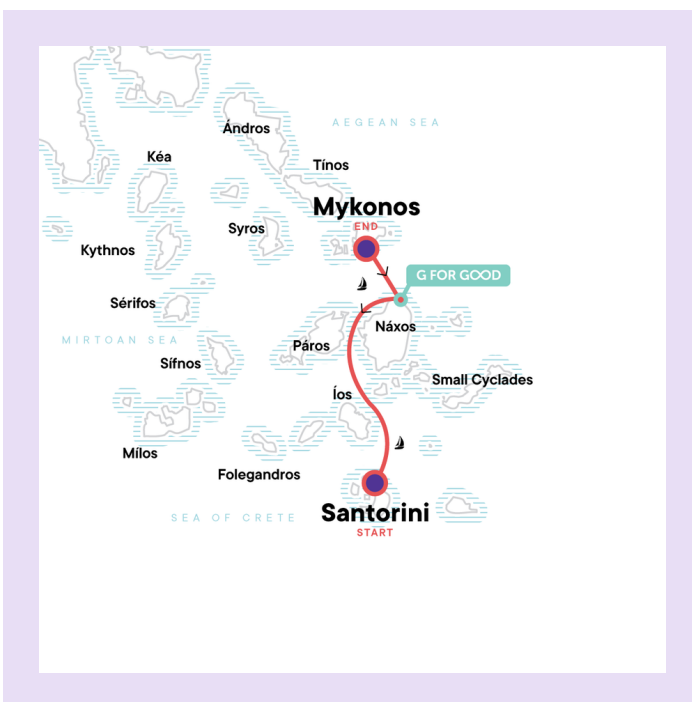 Ándros
AEGEAN SEA
Kéa
Tínos
Mykonos
END
Syros
Kythnos
G FOR GOOD
Sérifos
Náxos
MIRTOAN SEA
Páros
Sífnos
Small Cyclades
Íos
Mílos
Folegandros
Santorini
SEA OF CRETE
START